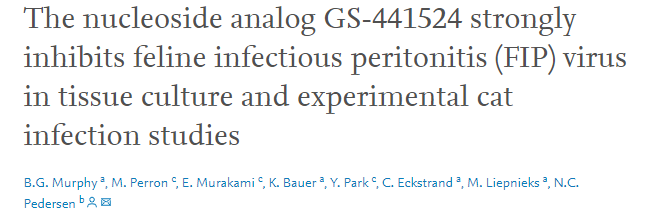 The nucleoside analog GS-441524 strongly
inhibits feline infectious peritonitis (FIP) virus
in tissue culture and experimental cat
infection studies
B.G. Murphy a, M. Perron c, E. Murakami c, K. Bauer a, Y. Park c, C. Eckstrand a, M. Liepnieks a, N.C.
Pedersen b